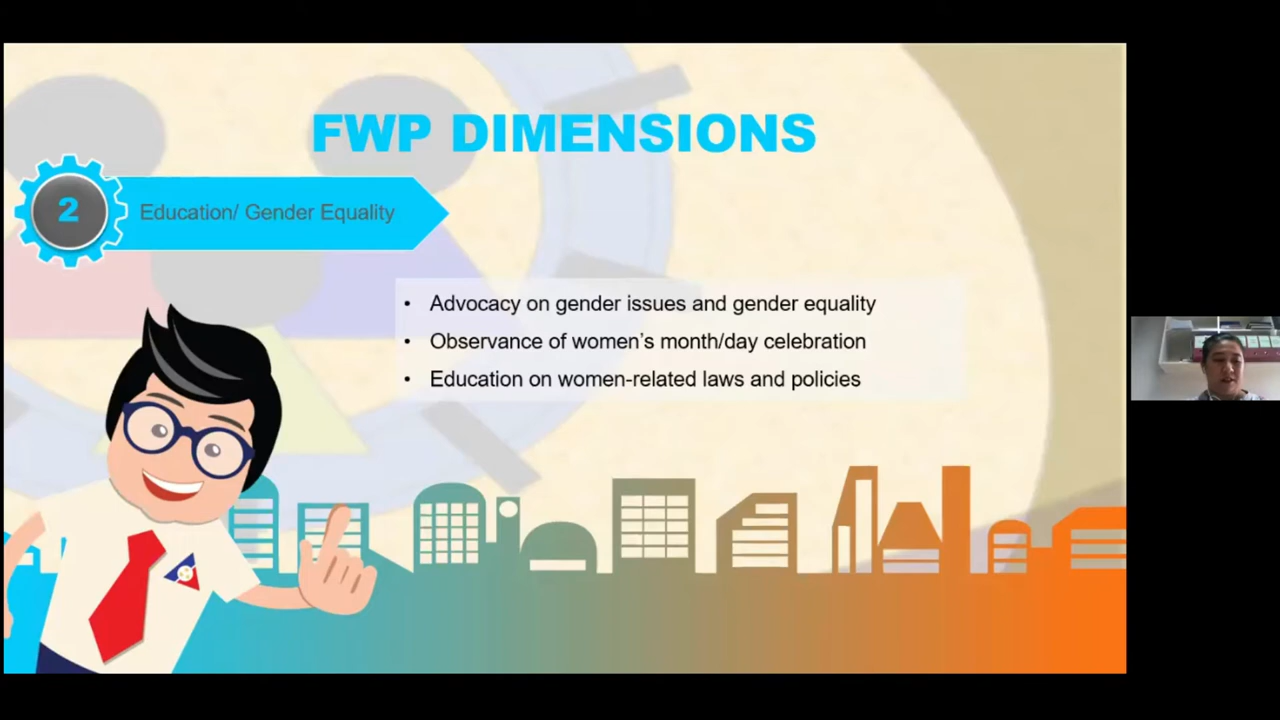 FWP DIMENSIONS
2
Education/ Gender Equality
• Advocacy on gender issues and gender equality
• Observance of women's month/day celebration
• Education on women-related laws and policies